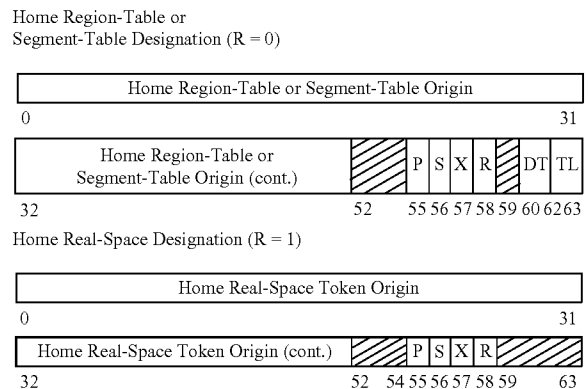 Home Region-Table or
Segment-Table Designation (R = 0)
Home Region-Table or Segment-Table Origin
0 31
Home Region-Table or
Segment-Table Origin (cont.)
P S X R DT TL
32 52 55 56 57 58 59 60 62 63
Home Real-Space Designation (R = 1)
Home Real-Space Token Origin
0 31
Home Real-Space Token Origin (cont.) P S X R
32 52 54 55 56 57 58 59 63